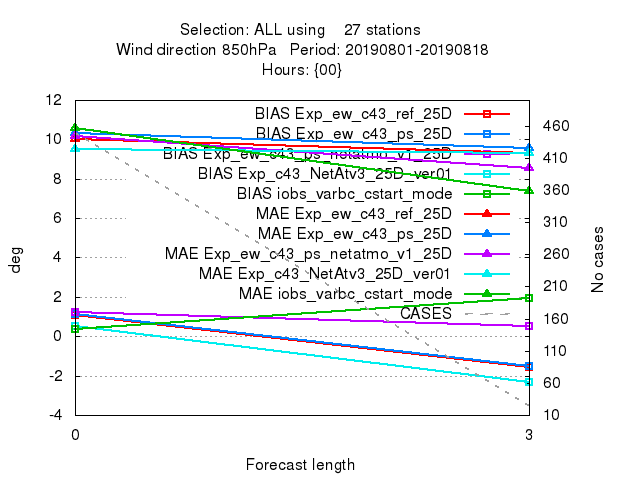 Selection: ALL using 27 stations
Wind direction 850hPa Period: 20190801-20190818
Hours: {00}
BIAS Exp_ew_c43_ref_25D
BIAS Exp_ew_c43_ps_25D
BIAS Exp_ew_c43_ps_netatmo_v1_25D
BIAS Exp_c43_NetAtv3_25D_ver01
BIAS iobs_varbc_cstart_mode
MAE Exp_ew_c43_ref_25D
MAE Exp_ew_c43_ps_25D
MAE Exp_ew_c43_ps_netatmo_v1_25D
MAE Exp_c43_NetAtv3_25D_ver01
MAE iobs_varbc_cstart_mode
CASES
12
10
8
6
4
2
0
-2
-4
deg
460
410
360
310
260
210
160
110
60
10
No cases
0 3
Forecast length